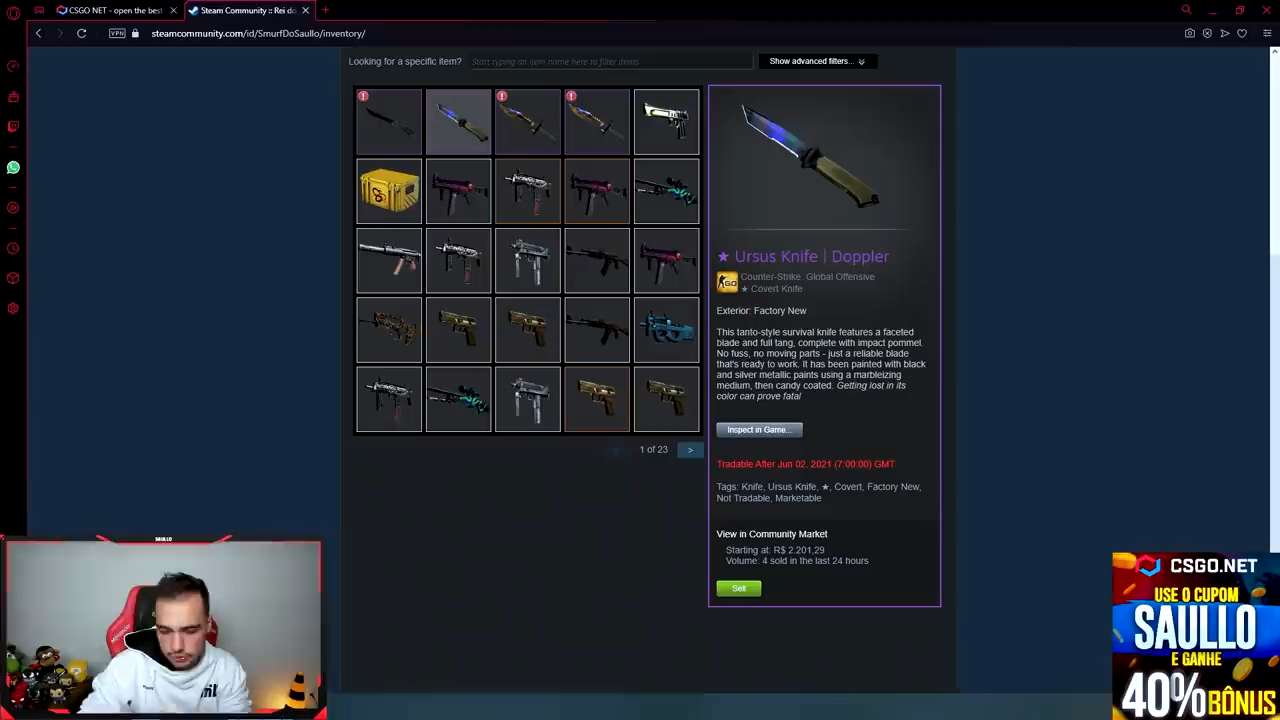 CSGO.NET - open the best
Steam Community :: Rei do
VPN
steamcommunity.com/id/SmurfDoSaullo/inventory/
Looking for a specific item?
Start typing an item name here to filter items
Show advanced filters...
★ Ursus Knife | Doppler
Counter-Strike: Global Offensive
★ Covert Knife
Exterior: Factory New
This tanto-style survival knife features a faceted
blade and full tang, complete with impact pommel.
No fuss, no moving parts - just a reliable blade
that's ready to work. It has been painted with black
and silver metallic paints using a marbleizing
medium, then candy coated. Getting lost in its
color can prove fatal
Inspect in Game...
Tradable After Jun 02, 2021 (7:00:00) GMT
Tags: Knife, Ursus Knife, ★, Covert, Factory New,
Not Tradable, Marketable
View in Community Market
Starting at: R$ 2.201,29
Volume: 4 sold in the last 24 hours
Sell
1 of 23
>
SAULLO
CSGO.NET
USE O CUPOM
SAULLO
E GANHE
40% BÔNUS